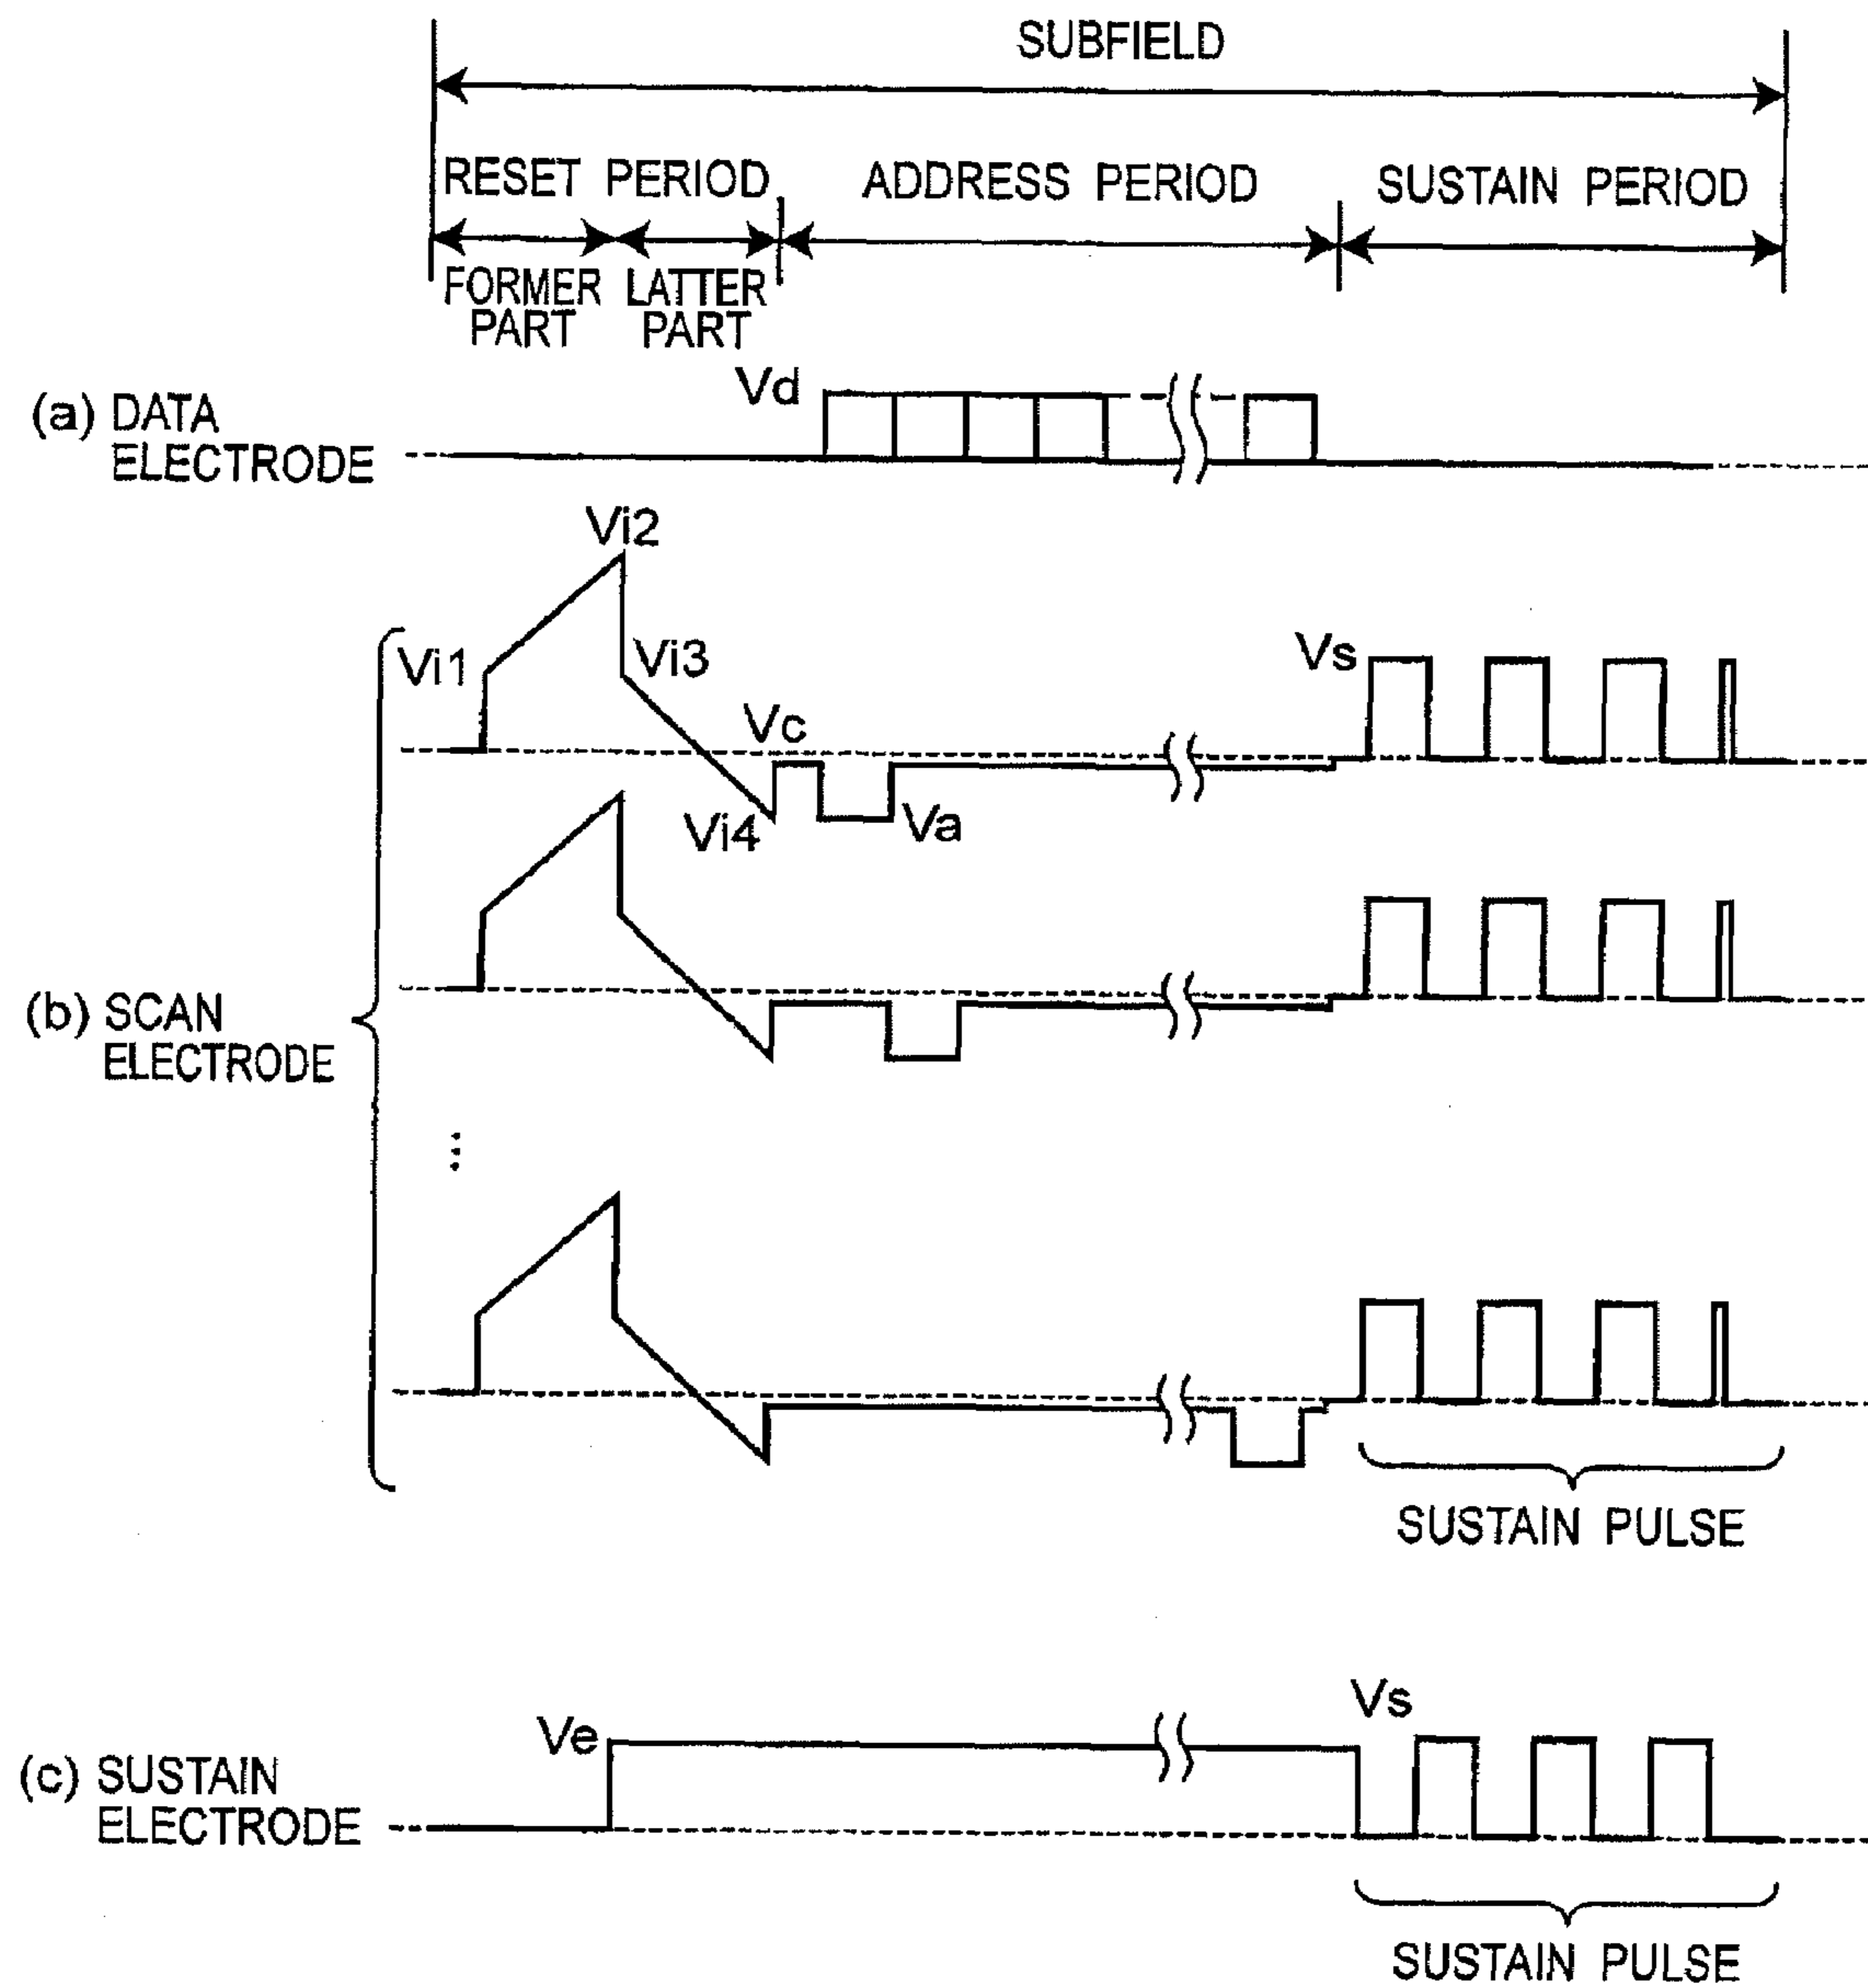 SUBFIELD
RESET PERIOD
ADDRESS PERIOD
SUSTAIN PERIOD
FORMER
PART
LATTER
PART
(a) DATA
ELECTRODE
Vd
Vi2
Vi1
Vi3
Vc
Vs
Vi4
Va
(b) SCAN
ELECTRODE
...
SUSTAIN PULSE
(c) SUSTAIN
ELECTRODE
Ve
Vs
SUSTAIN PULSE